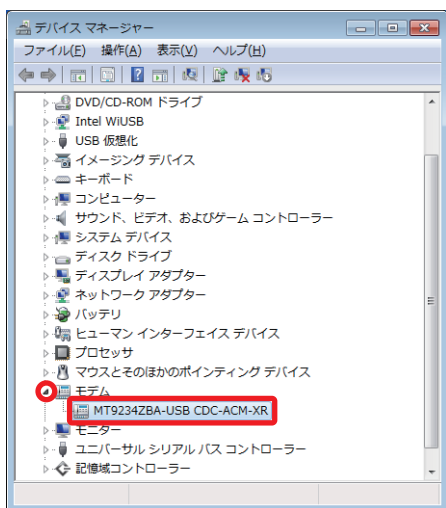 デバイス マネージャー
ファイル(F) 操作(A) 表示(V) ヘルプ(H)
DVD/CD-ROM ドライブ
Intel WiUSB
USB 仮想化
イメージング デバイス
キーボード
コンピューター
サウンド、ビデオ、およびゲーム コントローラー
システム デバイス
ディスク ドライブ
ディスプレイ アダプター
ネットワーク アダプター
バッテリ
ヒューマン インターフェイス デバイス
プロセッサ
マウスとそのほかのポインティング デバイス
モデム
MT9234ZBA-USB CDC-ACM-XR
モニター
ユニバーサル シリアル バス コントローラー
記憶域コントローラー